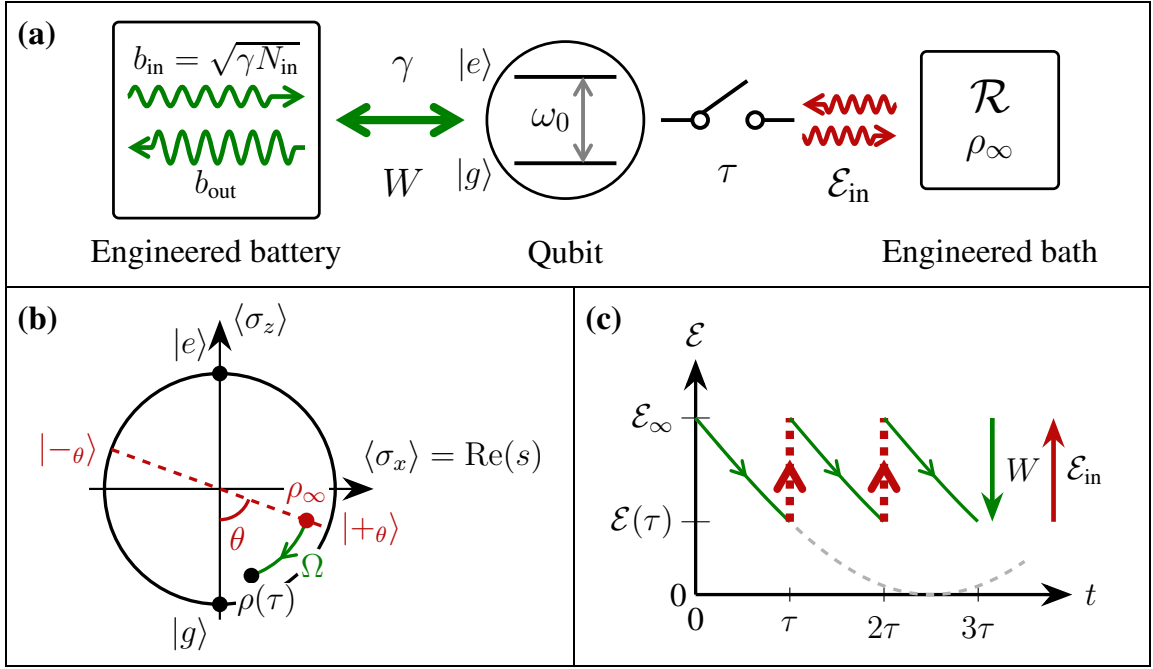 (a)
b_in = √γN_in
b_out
Engineered battery
γ
W
|e⟩
ω_0
|g⟩
Qubit
τ
ℰ_in
ℛ
ρ_∞
Engineered bath
(b)
⟨σ_z⟩
|e⟩
|−_θ⟩
⟨σ_x⟩ = Re(s)
ρ_∞
|+_θ⟩
θ
Ω
ρ(τ)
|g⟩
(c)
ℰ
ℰ_∞
W
ℰ_in
ℰ(τ)
0
0
τ
2τ
3τ
t